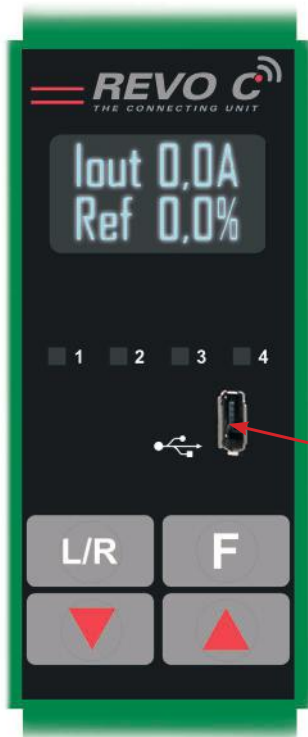 REVO C
THE CONNECTING UNIT
Iout 0,0A
Ref 0,0%
1 2 3 4
L/R F